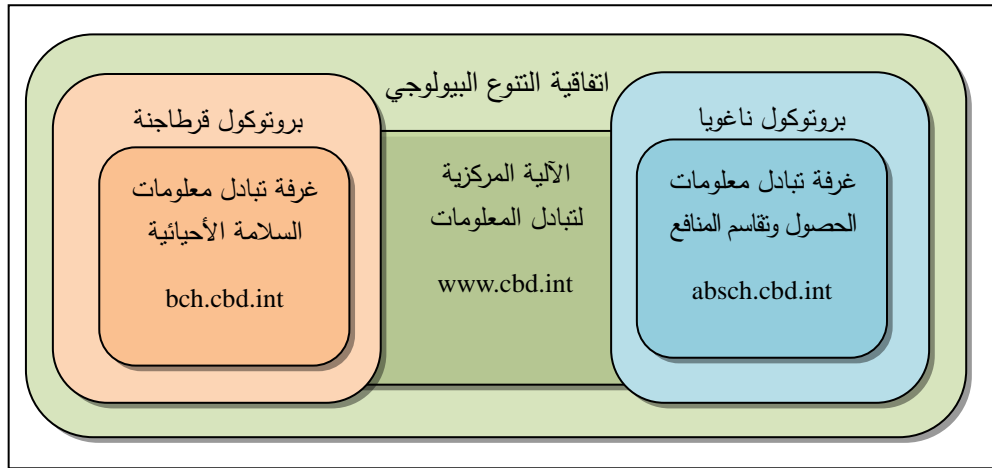 اتفاقية التنوع البيولوجي
بروتوكول ناغويا
غرفة تبادل معلومات
الحصول وتقاسم المنافع
absch.cbd.int
الآلية المركزية
لتبادل المعلومات
www.cbd.int
بروتوكول قرطاجنة
غرفة تبادل معلومات
السلامة الأحيائية
bch.cbd.int